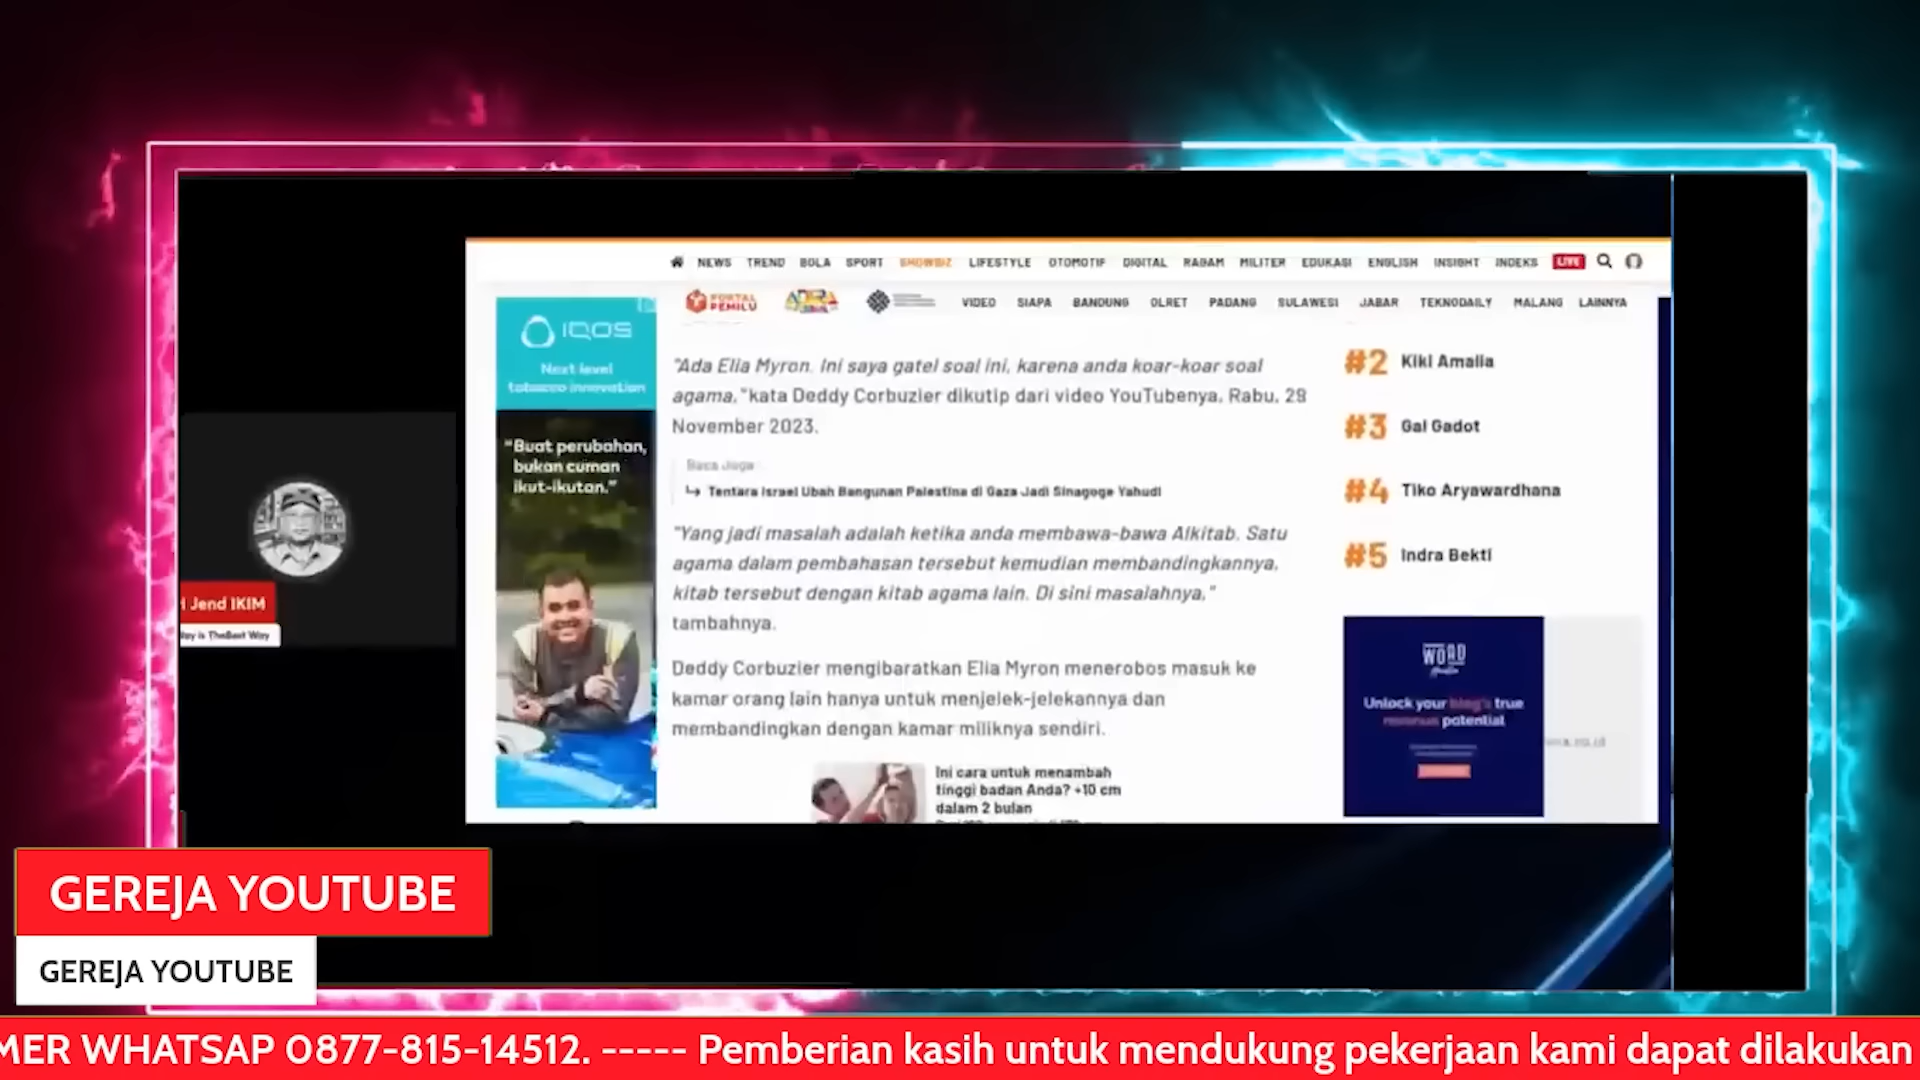 NEWS TREND BOLA SPORT SHOWBIZ LIFESTYLE OTOMOTIF DIGITAL RAGAM MILITER EDUKASI ENGLISH INSIGHT INDEKS LIVE
PORTAL PEMILU VIDEO SIAPA BANDUNG OLRET PADANG SULAWESI JABAR TEKNODAILY MALANG LAINNYA
IQOS
Next level
tobacco innovation
"Buat perubahan,
bukan cuman
ikut-ikutan."
"Ada Elia Myron. Ini saya gatel soal ini, karena anda koar-koar soal
agama," kata Deddy Corbuzier dikutip dari video YouTubenya, Rabu, 29
November 2023.
Baca Juga
Tentara Israel Ubah Bangunan Palestina di Gaza Jadi Sinagoge Yahudi
"Yang jadi masalah adalah ketika anda membawa-bawa Alkitab. Satu
agama dalam pembahasan tersebut kemudian membandingkannya,
kitab tersebut dengan kitab agama lain. Di sini masalahnya,"
tambahnya.
Deddy Corbuzier mengibaratkan Elia Myron menerobos masuk ke
kamar orang lain hanya untuk menjelek-jelekannya dan
membandingkan dengan kamar miliknya sendiri.
Ini cara untuk menambah
tinggi badan Anda? +10 cm
dalam 2 bulan
#2 Kiki Amalia
#3 Gal Gadot
#4 Tiko Aryawardhana
#5 Indra Bekti
WORD
Unlock your blog's true
revenue potential
Jend IKIM
Way is TheBest Way
GEREJA YOUTUBE
GEREJA YOUTUBE
MER WHATSAP 0877-815-14512. ----- Pemberian kasih untuk mendukung pekerjaan kami dapat dilakukan